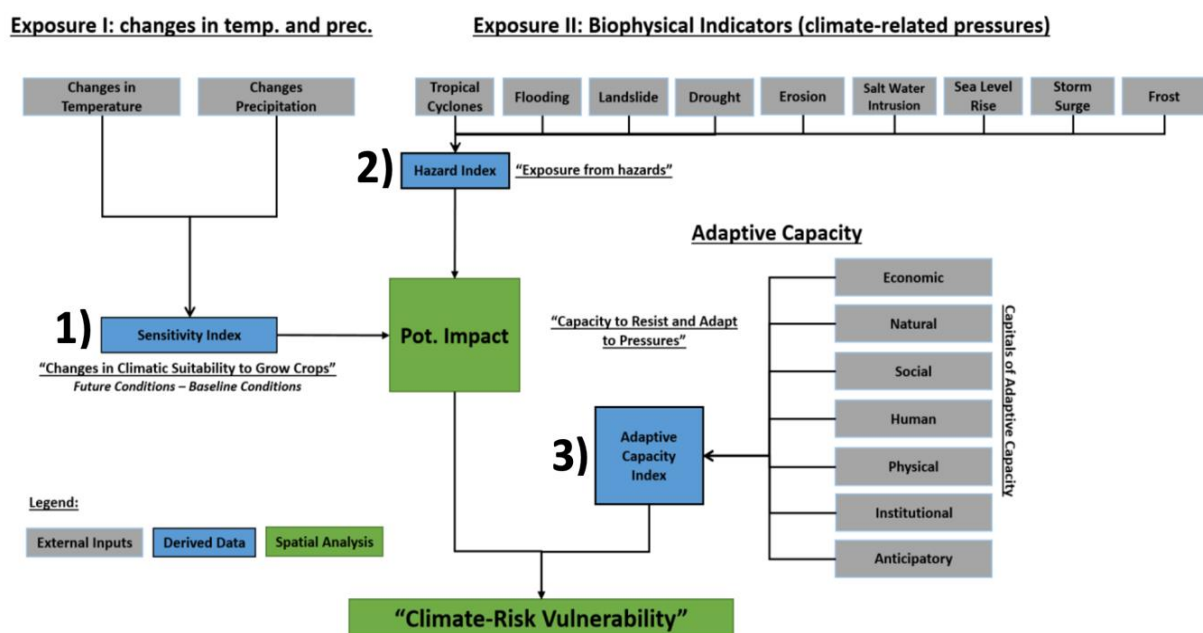 Exposure I: changes in temp. and prec.
Exposure II: Biophysical Indicators (climate-related pressures)
Changes in
Temperature
Changes
Precipitation
Tropical
Cyclones
Flooding
Landslide
Drought
Erosion
Salt Water
Intrusion
Sea Level
Rise
Storm
Surge
Frost
2)
Hazard Index
“Exposure from hazards”
Adaptive Capacity
1)
Sensitivity Index
“Changes in Climatic Suitability to Grow Crops”
Future Conditions – Baseline Conditions
Pot. Impact
“Capacity to Resist and Adapt
to Pressures”
3)
Adaptive
Capacity
Index
Economic
Natural
Social
Human
Physical
Institutional
Anticipatory
Capitals of Adaptive Capacity
Legend:
External Inputs
Derived Data
Spatial Analysis
“Climate-Risk Vulnerability”